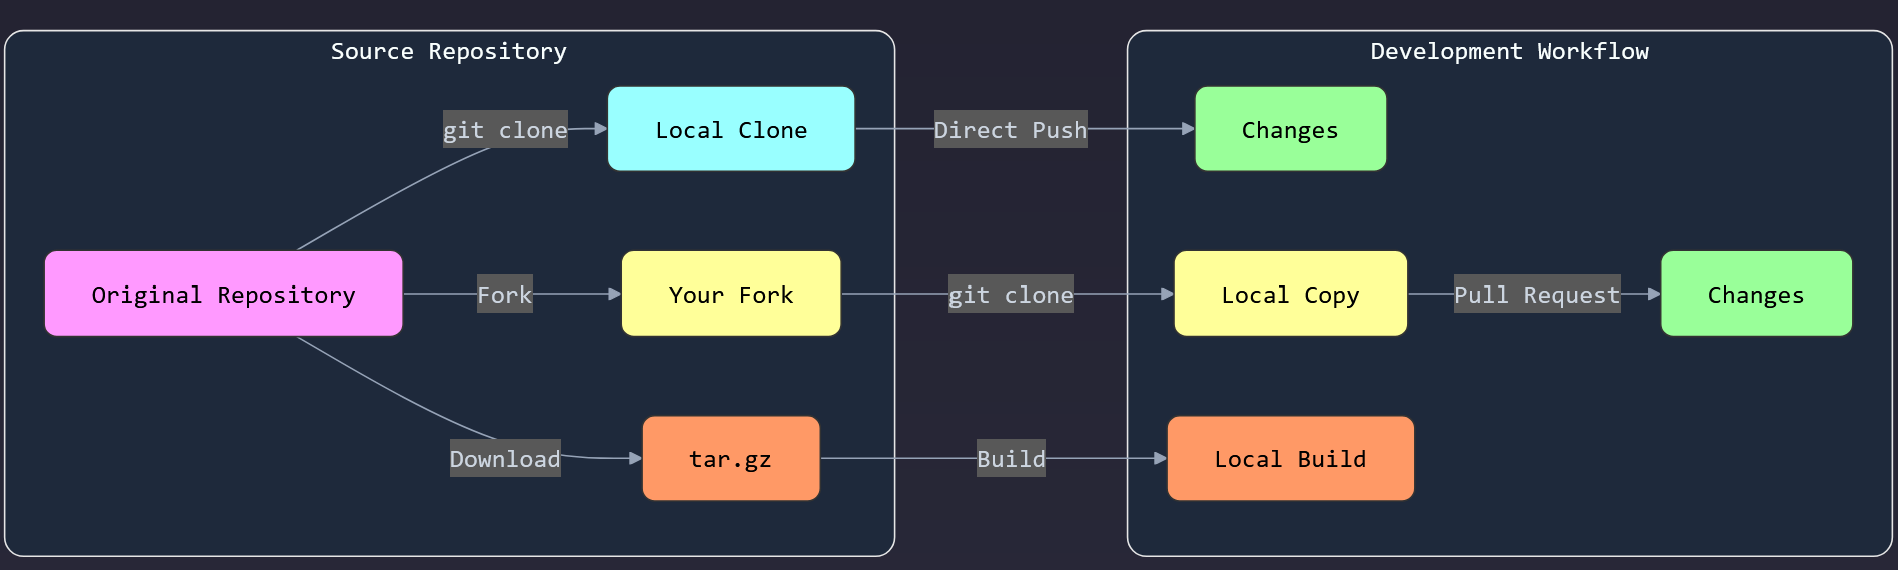 Source Repository
Development Workflow
git clone
Local Clone
Direct Push
Changes
Original Repository
Fork
Your Fork
git clone
Local Copy
Pull Request
Changes
Download
tar.gz
Build
Local Build